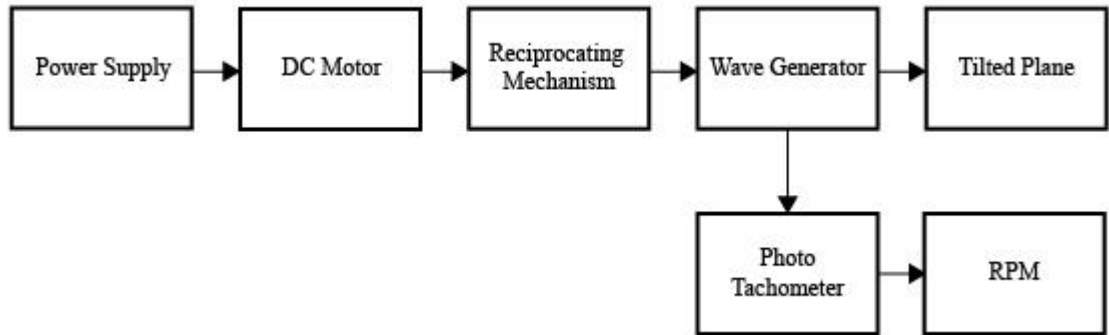 Power Supply
DC Motor
Reciprocating
Mechanism
Wave Generator
Tilted Plane
Photo
Tachometer
RPM